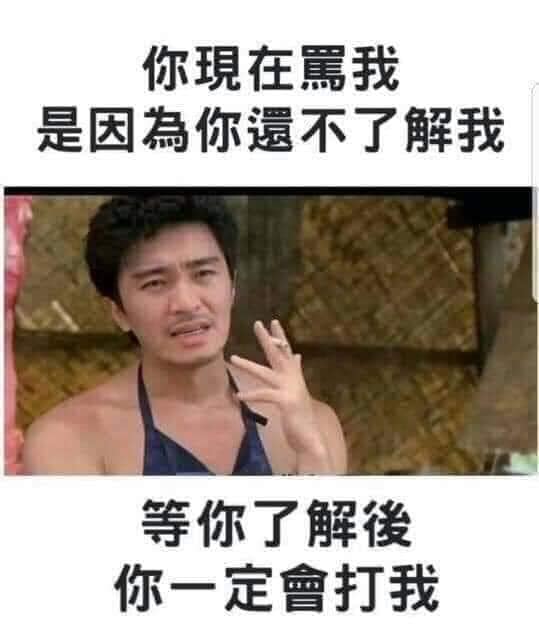 你現在罵我
是因為你還不了解我
等你了解後
你一定會打我